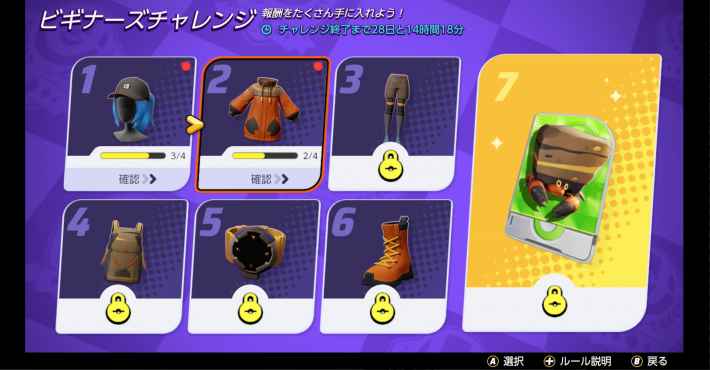 ビギナーズチャレンジ
報酬をたくさん手に入れよう！
チャレンジ終了まで28日と14時間18分
1
3/4
確認
2
2/4
確認
3
4
5
6
7
A 選択
+ ルール説明
B 戻る